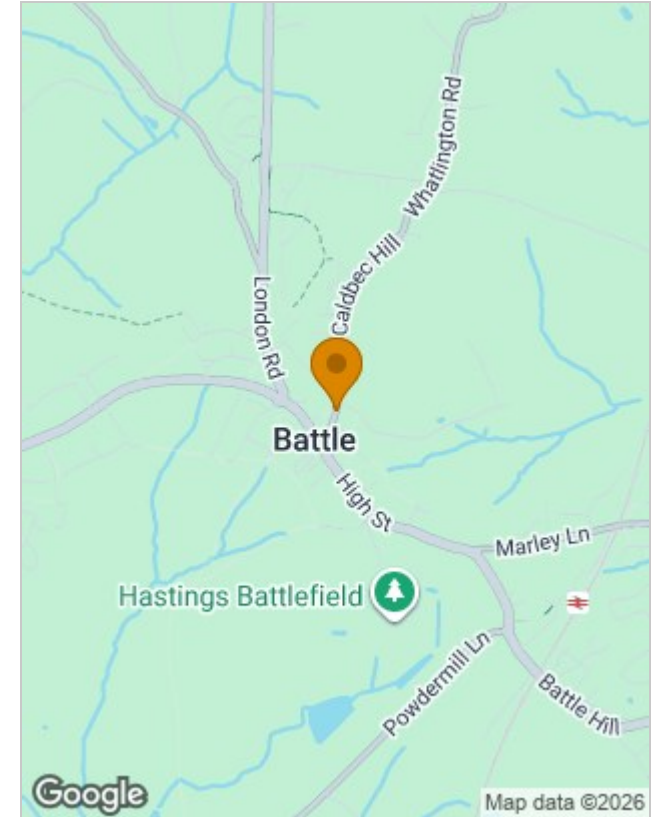 Whatlington Rd
Caldbec Hill
London Rd
Battle
High St
Marley Ln
Hastings Battlefield
Powdermill Ln
Battle Hill
Google
Map data ©2026